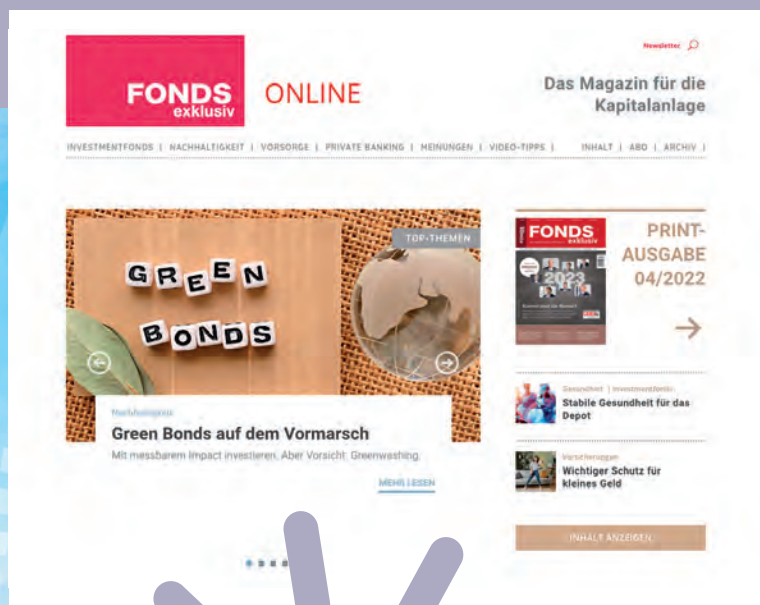 Newsletter
FONDS
exklusiv
ONLINE
Das Magazin für die
Kapitalanlage
INVESTMENTFONDS | NACHHALTIGKEIT | VORSORGE | PRIVATE BANKING | MEINUNGEN | VIDEO-TIPPS | INHALT | ABO | ARCHIV |
TOP-THEMEN
GREEN
BONDS
Nachhaltigkeit
Green Bonds auf dem Vormarsch
Mit messbarem Impact investieren. Aber Vorsicht: Greenwashing.
MEHR LESEN
FONDS
exklusiv
2023
PRINT-
AUSGABE
04/2022
Gesundheit | Investmentfonds
Stabile Gesundheit für das
Depot
Versicherungen
Wichtiger Schutz für
kleines Geld
INHALT ANZEIGEN